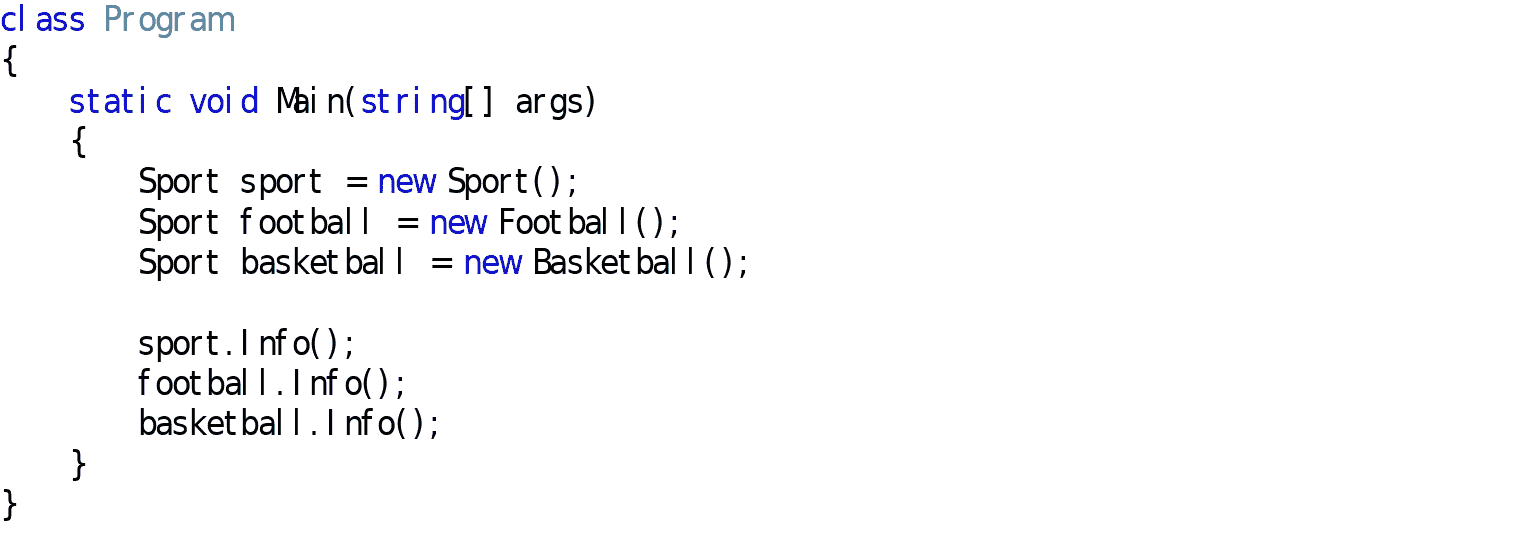 class Program
{
    static void Main(string[] args)
    {
        Sport sport = new Sport();
        Sport football = new Football();
        Sport basketball = new Basketball();

        sport.Info();
        football.Info();
        basketball.Info();
    }
}